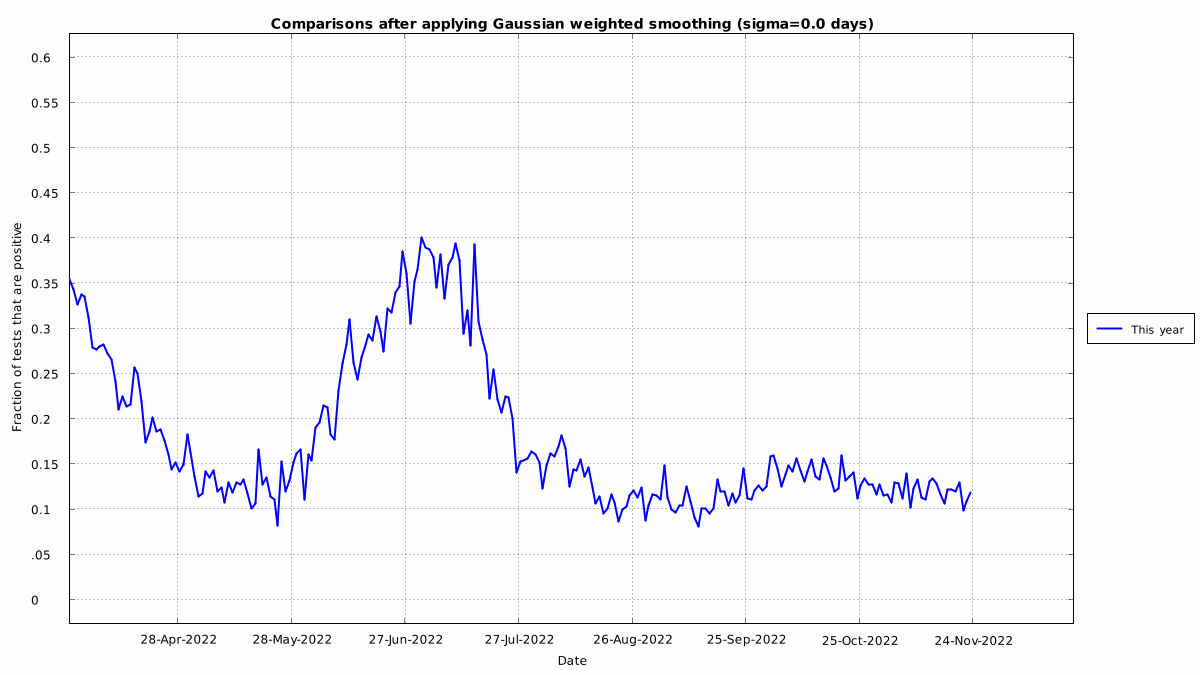 Comparisons after applying Gaussian weighted smoothing (sigma=0.0 days)
0.6
0.55
0.5
0.45
0.4
0.35
0.3
0.25
0.2
0.15
0.1
.05
0
Fraction of tests that are positive
This year
28-Apr-2022 28-May-2022 27-Jun-2022 27-Jul-2022 26-Aug-2022 25-Sep-2022 25-Oct-2022 24-Nov-2022
Date